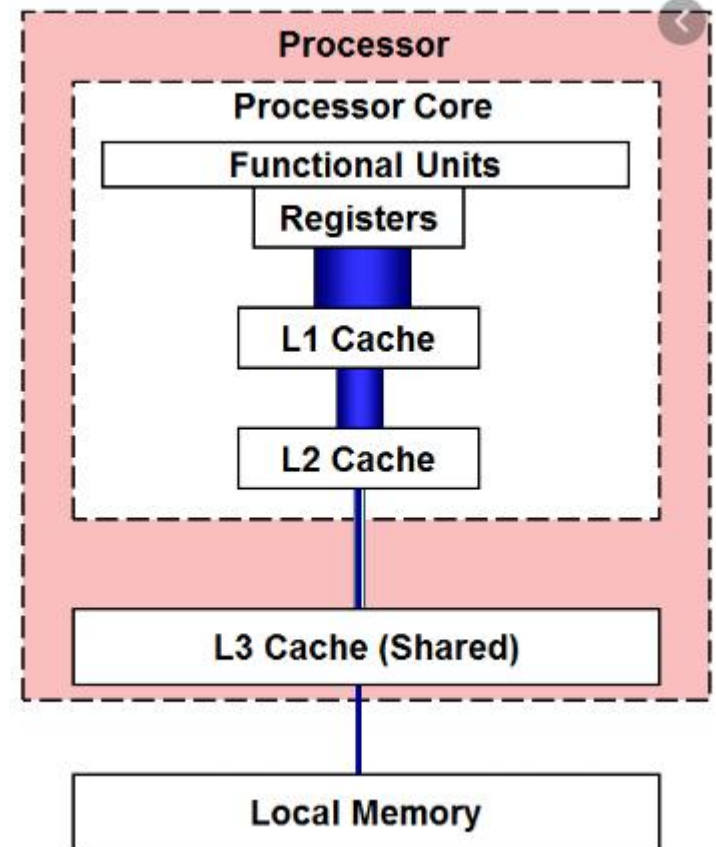 Processor
Processor Core
Functional Units
Registers
L1 Cache
L2 Cache
L3 Cache (Shared)
Local Memory